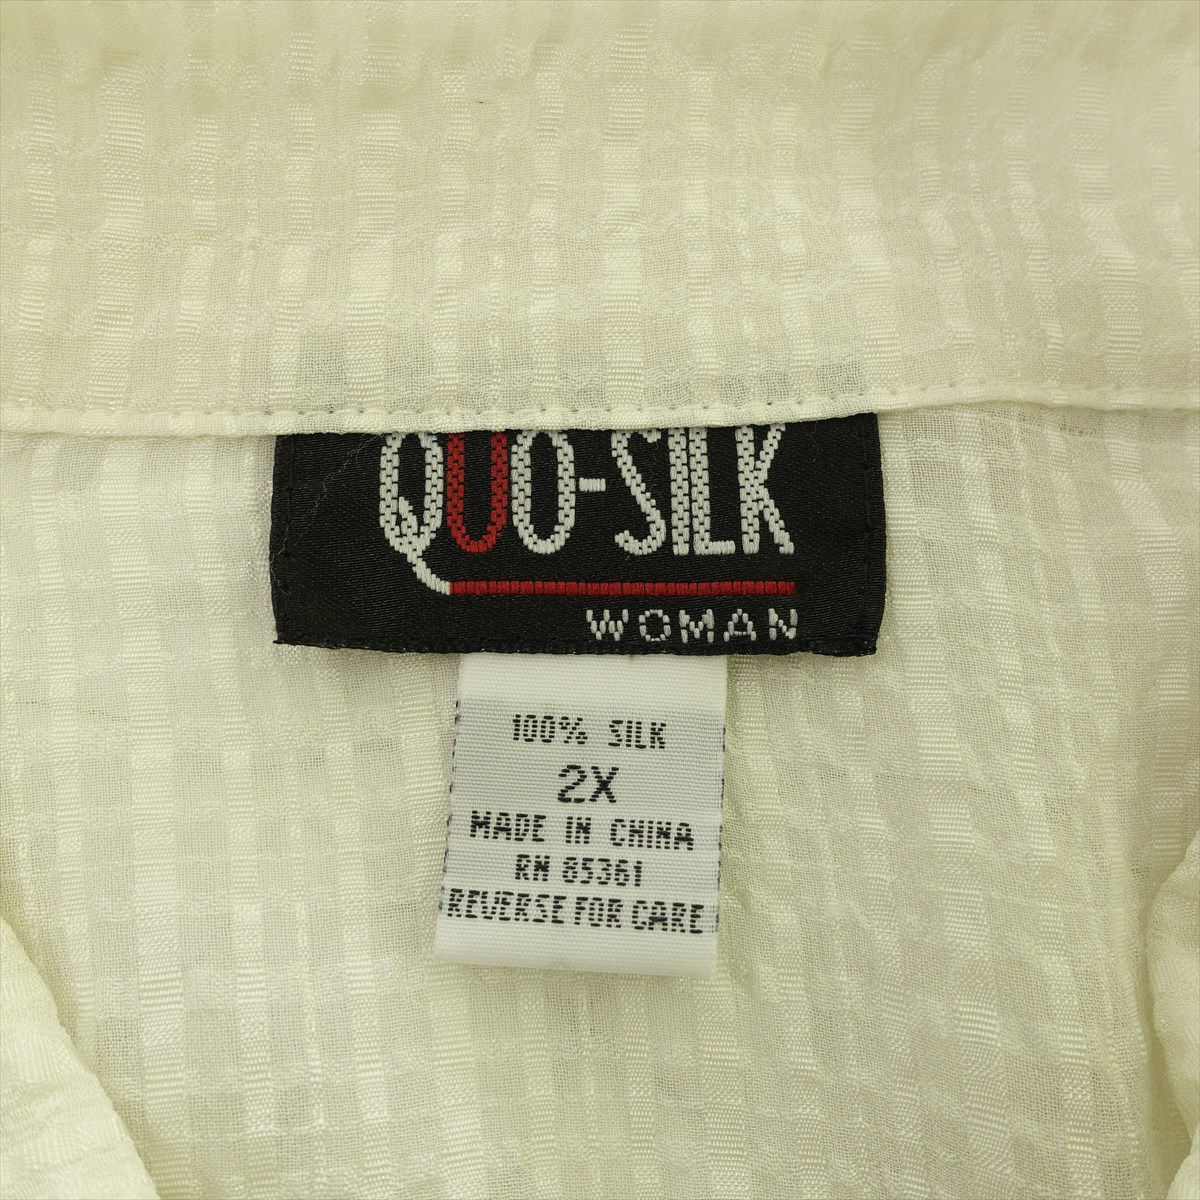 QUO-SILK
WOMAN
100% SILK
2X
MADE IN CHINA
RN 85361
REVERSE FOR CARE